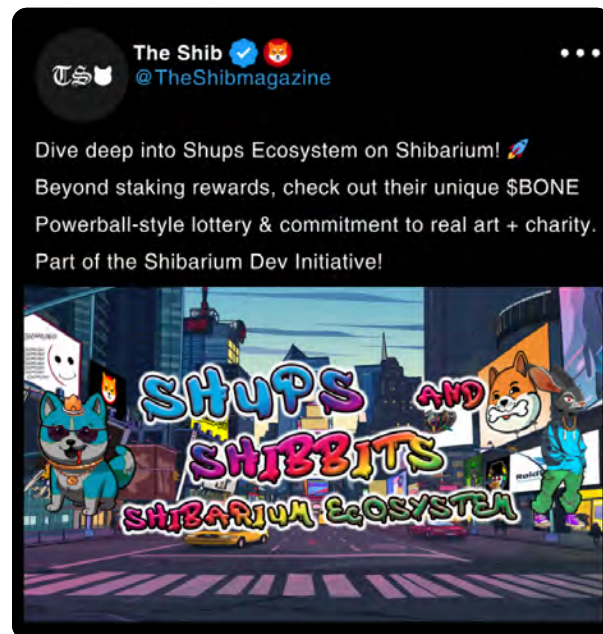 The Shib
TS
@TheShibmagazine
Dive deep into Shups Ecosystem on Shibarium! 🚀
Beyond staking rewards, check out their unique $BONE
Powerball-style lottery & commitment to real art + charity.
Part of the Shibarium Dev Initiative!
SHUPS AND
SHIBBITS
SHIBARIUM ECOSYSTEM